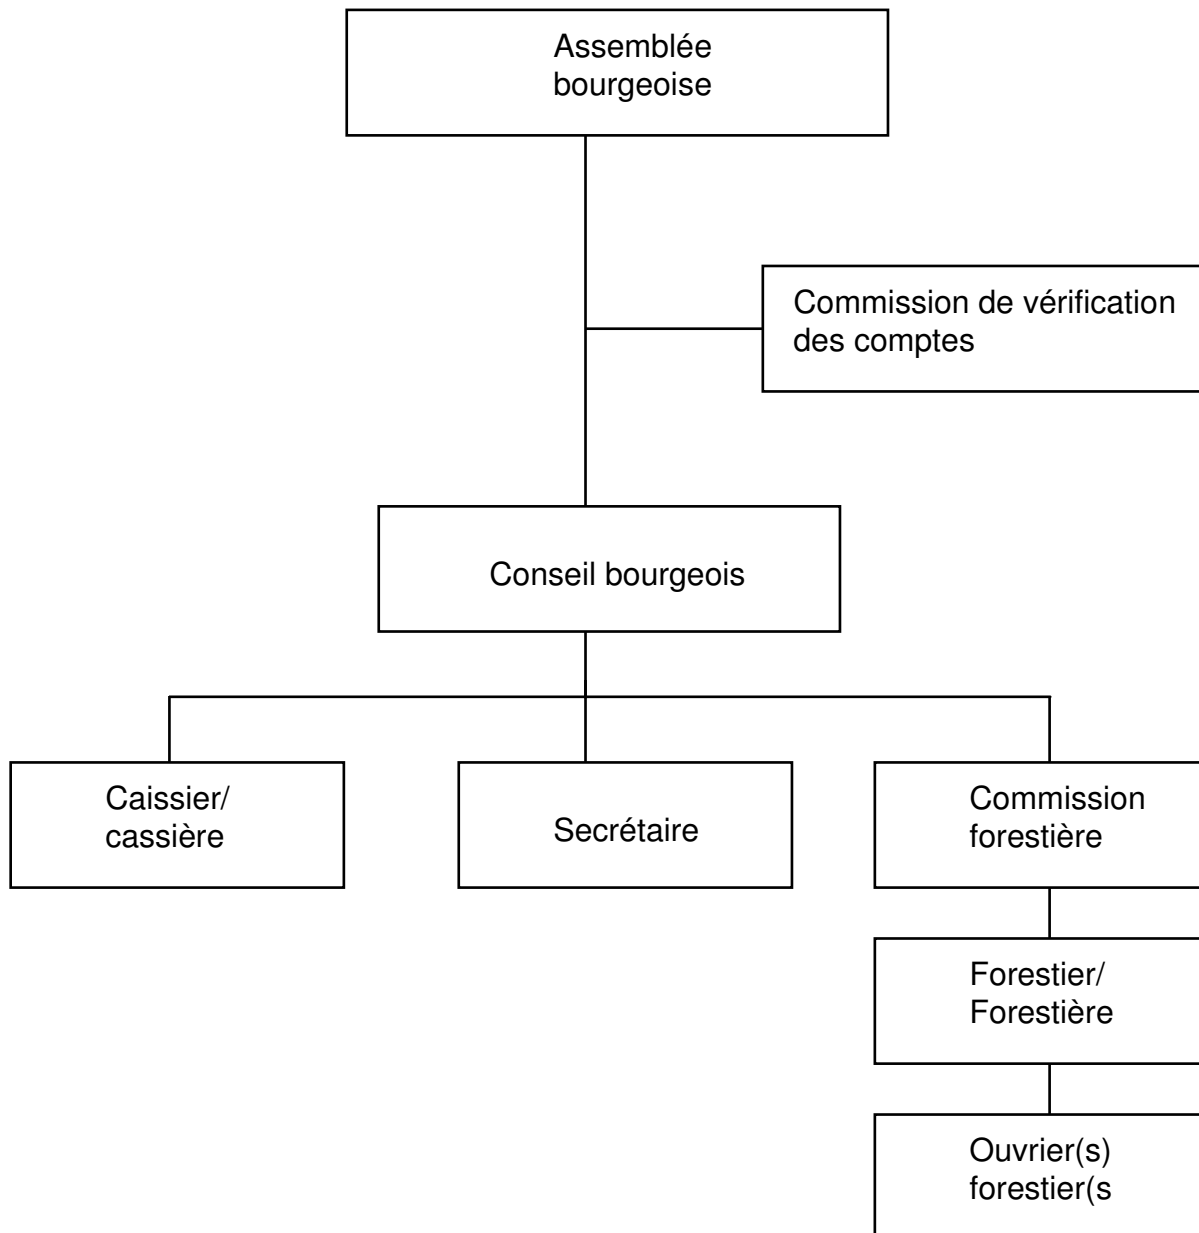 Assemblée
bourgeoise
Commission de vérification
des comptes
Conseil bourgeois
Caissier/
cassière
Secrétaire
Commission
forestière
Forestier/
Forestière
Ouvrier(s)
forestier(s